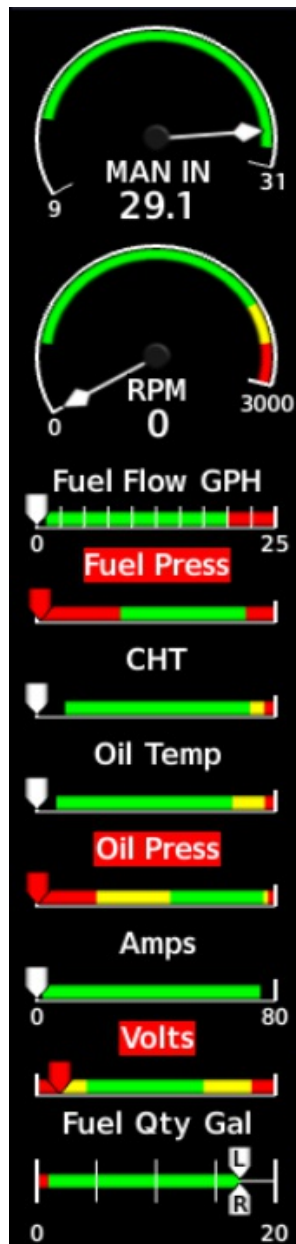 MAN IN
9
31
29.1
RPM
0
3000
0
Fuel Flow GPH
0
25
Fuel Press
CHT
Oil Temp
Oil Press
Amps
0
80
Volts
Fuel Qty Gal
L
R
0
20